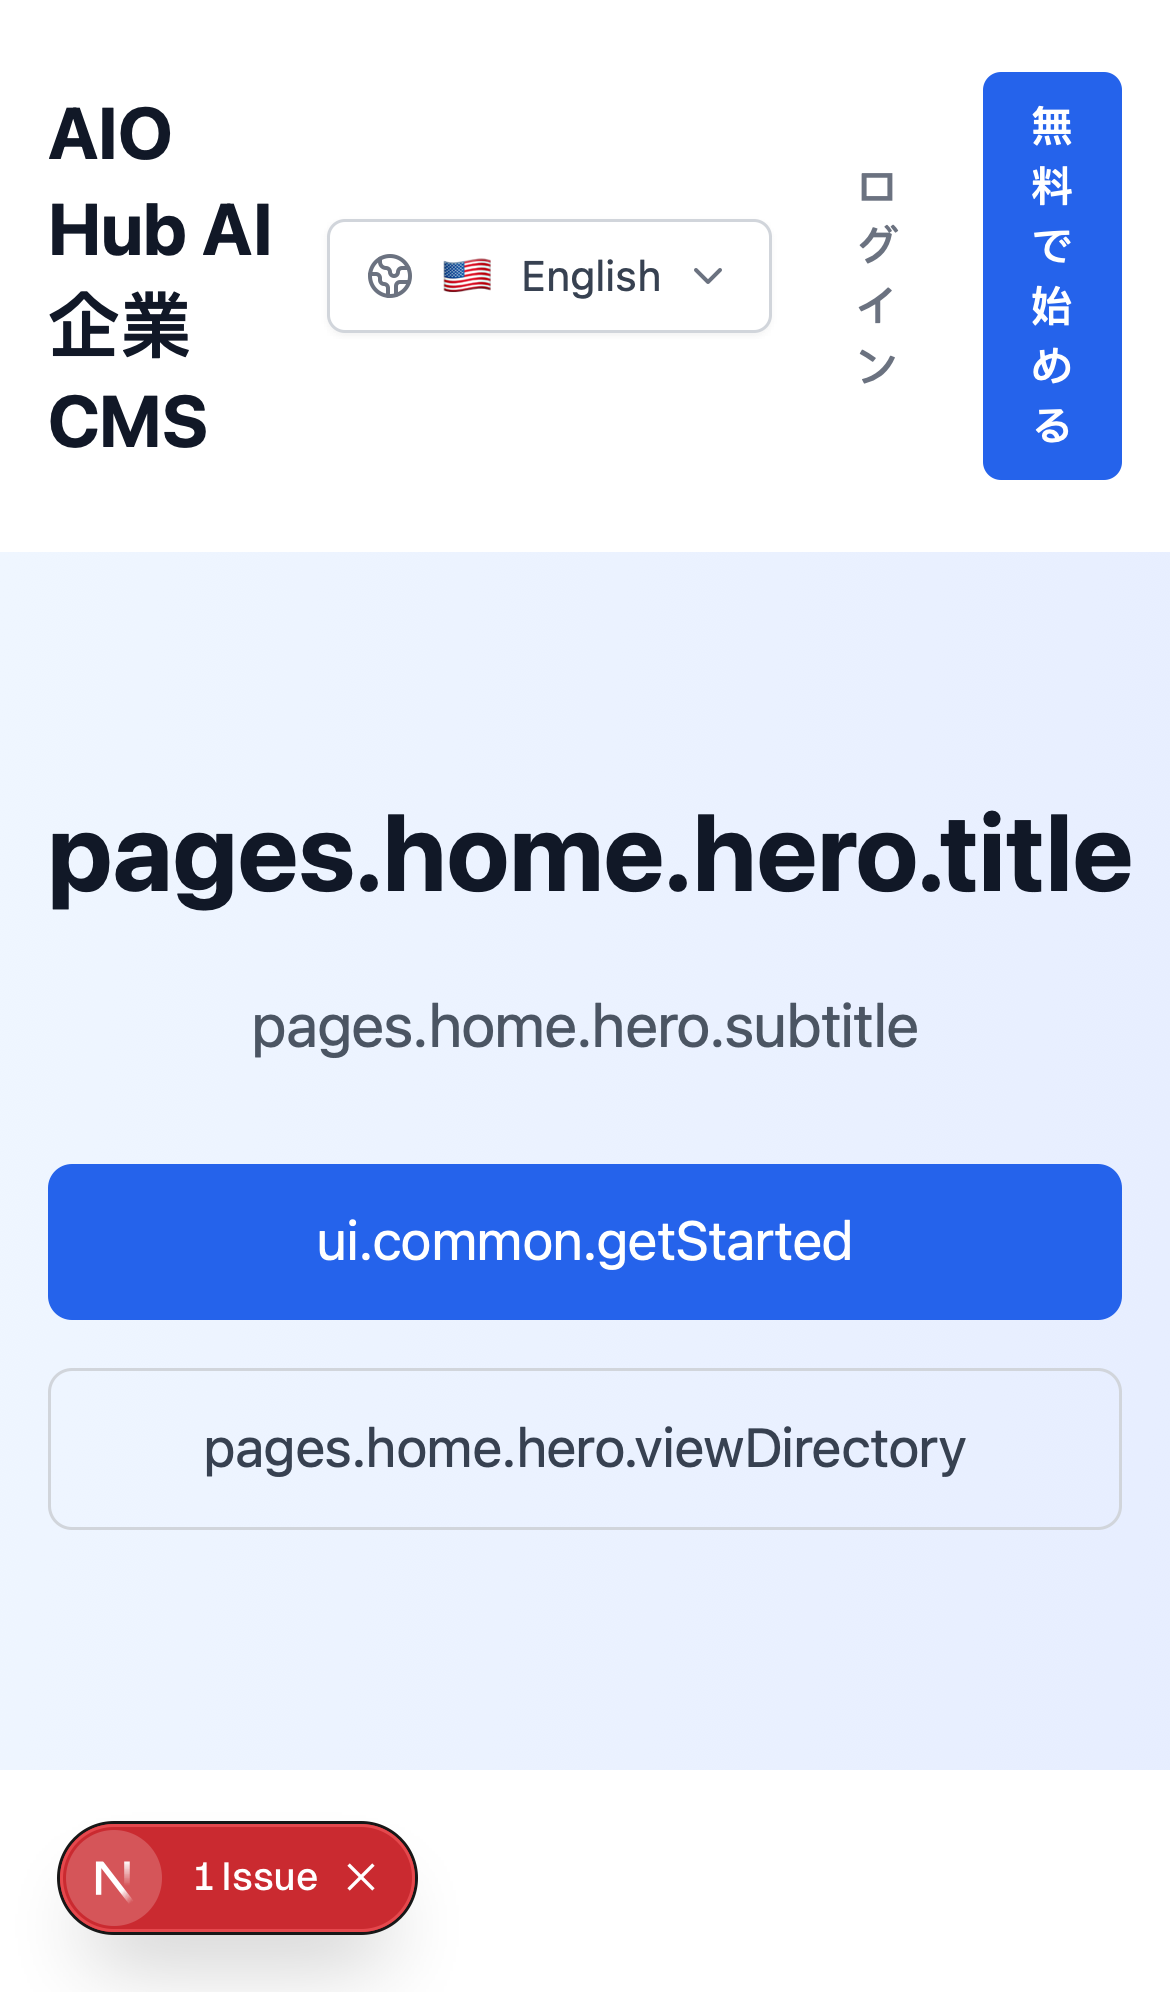 AIO
Hub AI
企業
CMS
English
ログイン
無料で始める
pages.home.hero.title
pages.home.hero.subtitle
ui.common.getStarted
pages.home.hero.viewDirectory
N
1 Issue